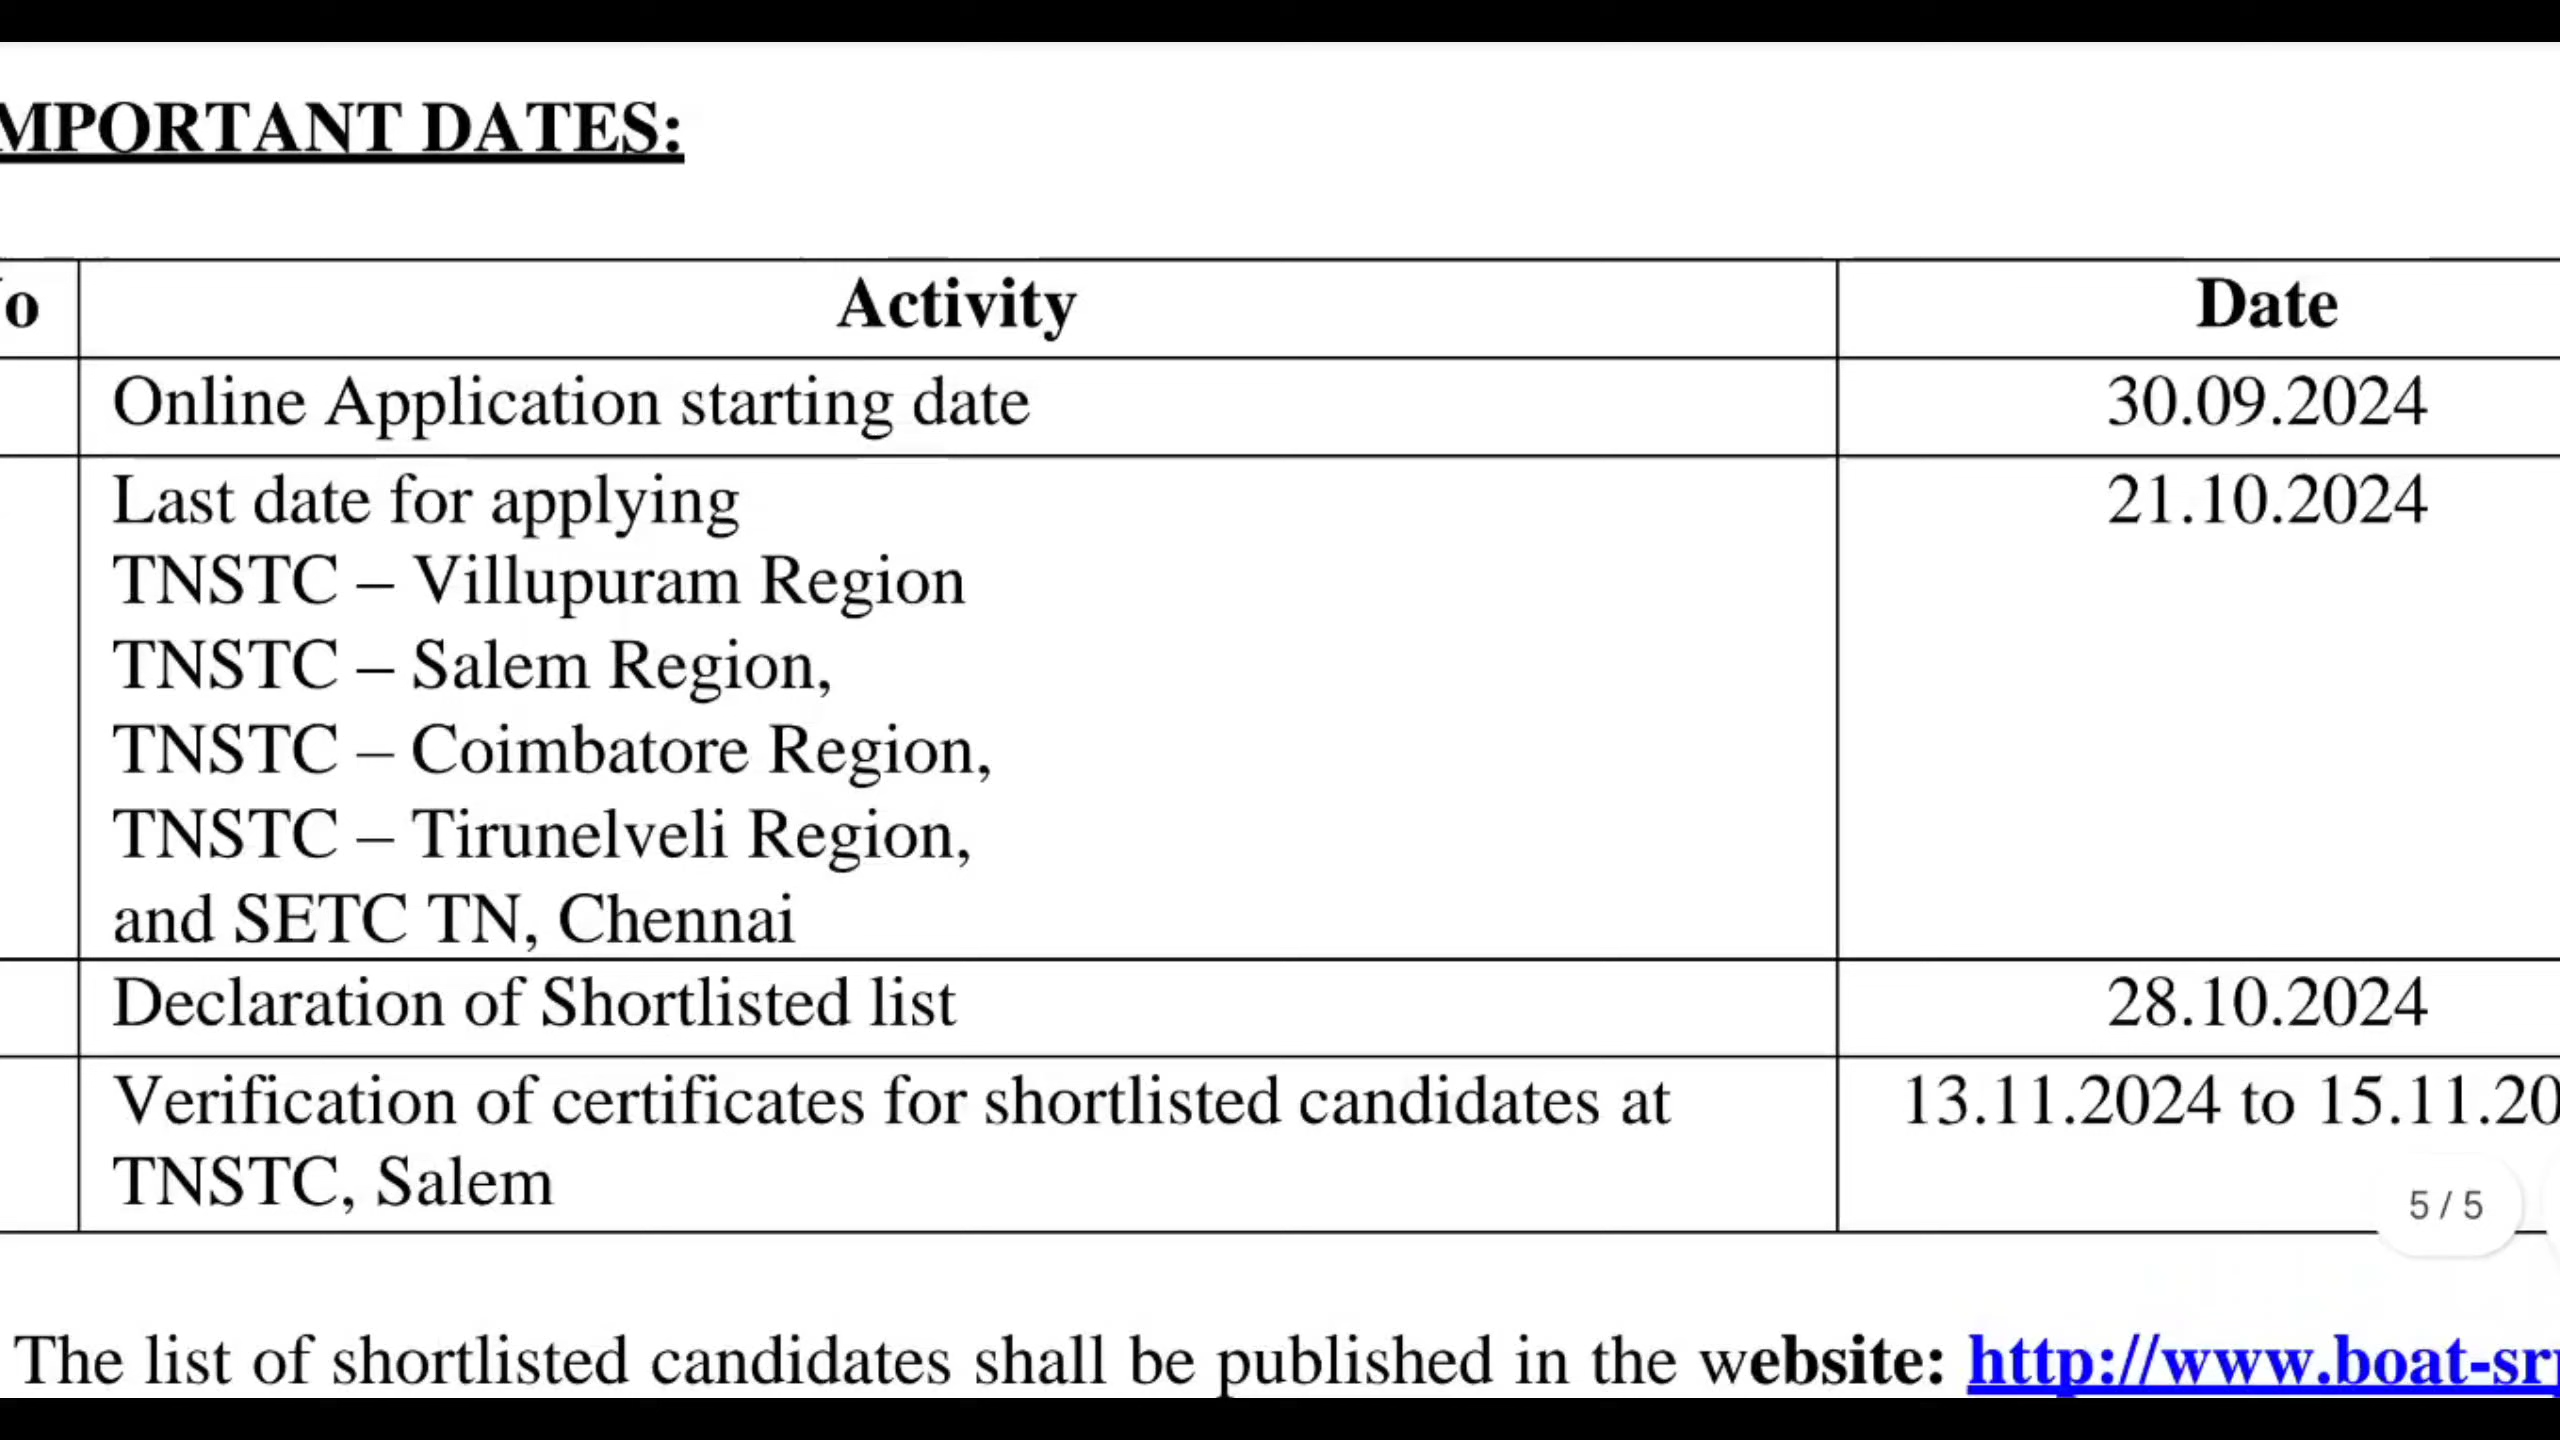 MPORTANT DATES:
o Activity Date
Online Application starting date 30.09.2024
Last date for applying 21.10.2024
TNSTC – Villupuram Region
TNSTC – Salem Region,
TNSTC – Coimbatore Region,
TNSTC – Tirunelveli Region,
and SETC TN, Chennai
Declaration of Shortlisted list 28.10.2024
Verification of certificates for shortlisted candidates at 13.11.2024 to 15.11.20
TNSTC, Salem
5 / 5
The list of shortlisted candidates shall be published in the website: http://www.boat-srp